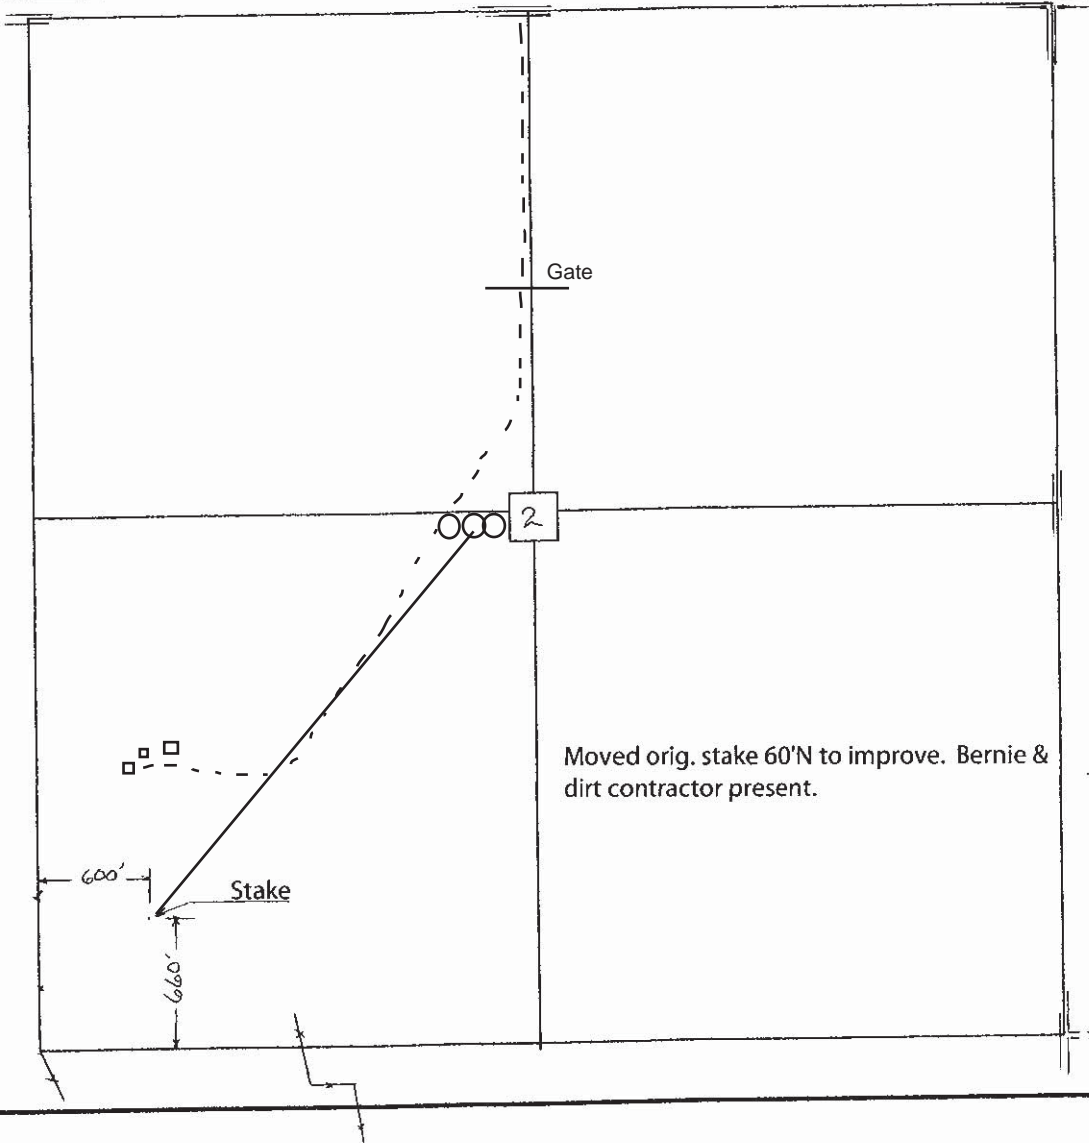 Gate
2
Moved orig. stake 60'N to improve. Bernie &
dirt contractor present.
600'
Stake
660'